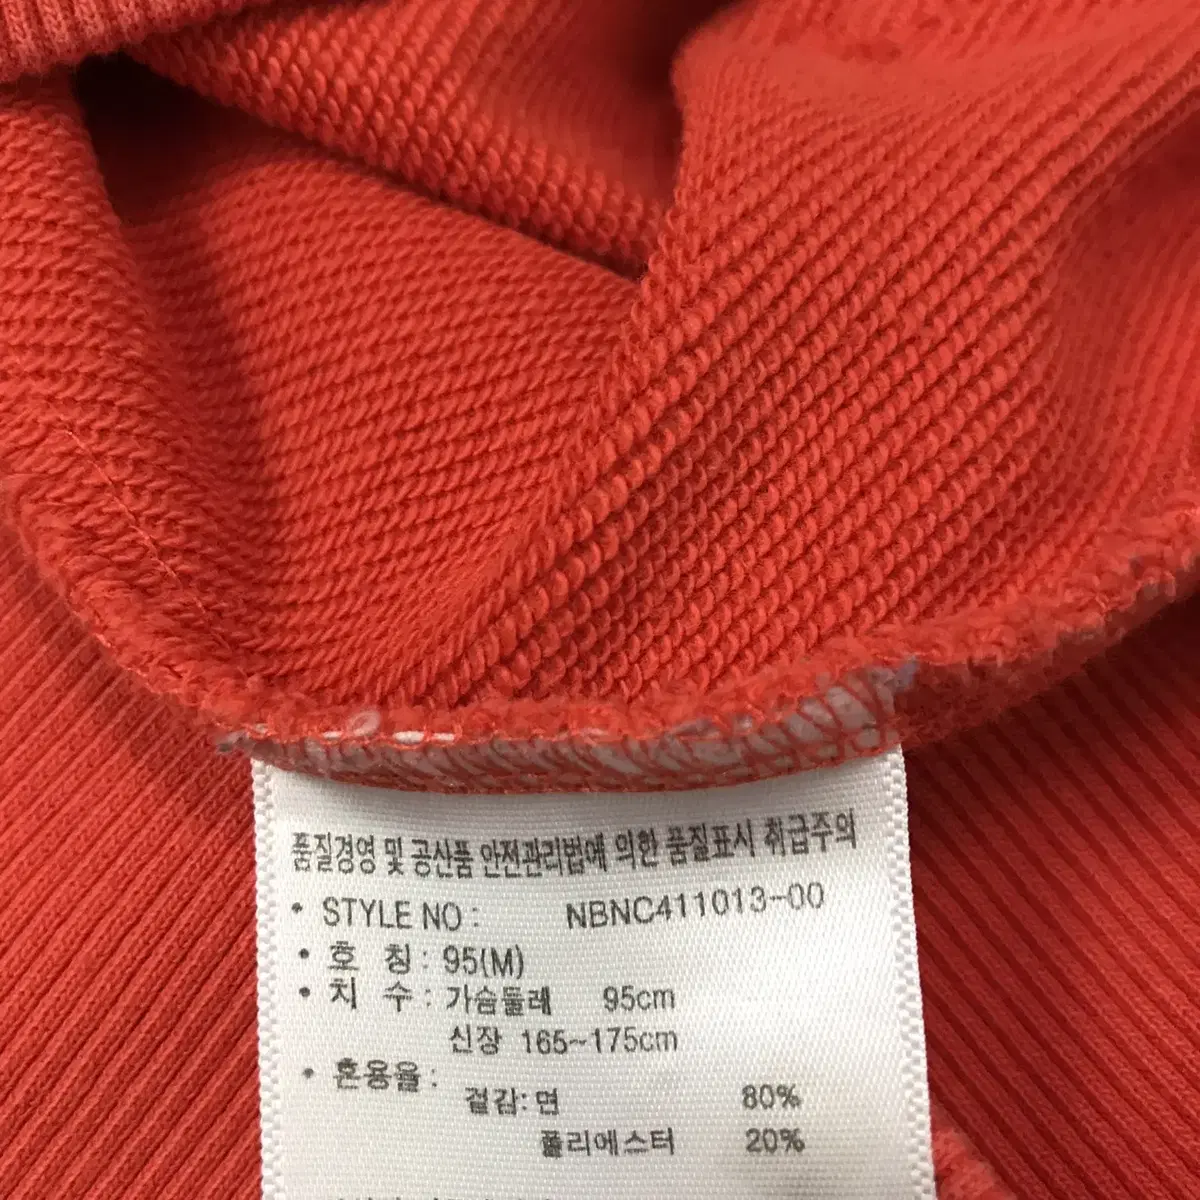 품질경영 및 공산품 안전관리법에 의한 품질표시 취급주의
• STYLE NO : NBNC411013-00
• 호 칭 : 95(M)
• 치 수 : 가슴둘레 95cm
신장 165~175cm
• 혼용율 :
겉감: 면 80%
폴리에스터 20%